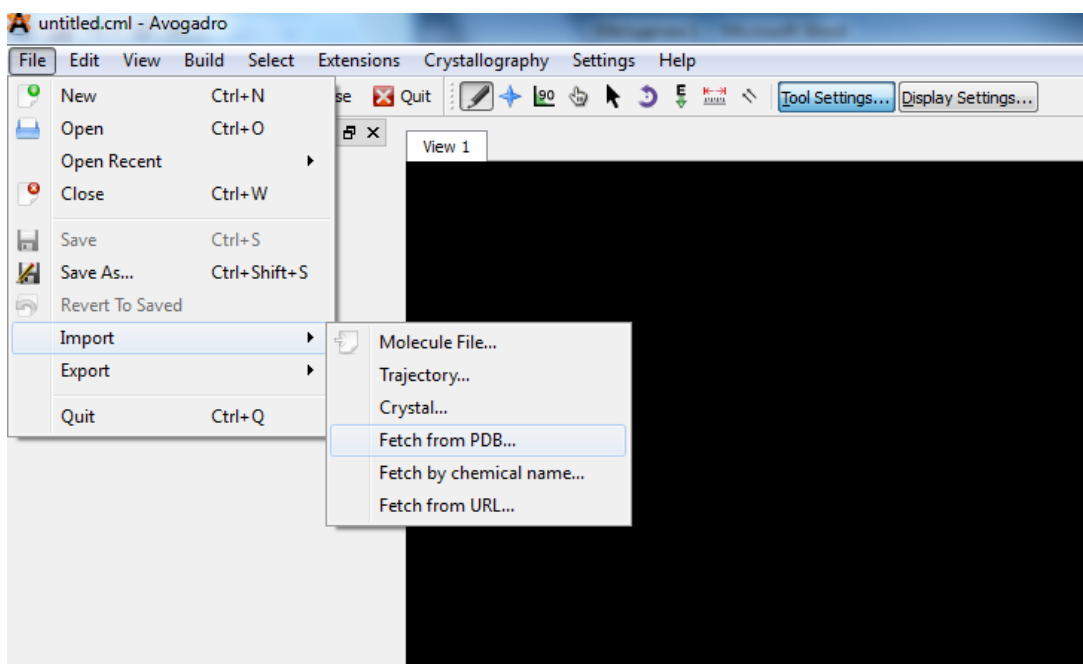 untitled.cml - Avogadro
File Edit View Build Select Extensions Crystallography Settings Help
se Quit 90 E Tool Settings... Display Settings...
View 1
New Ctrl+N
Open Ctrl+O
Open Recent
Close Ctrl+W
Save Ctrl+S
Save As... Ctrl+Shift+S
Revert To Saved
Import
Export
Quit Ctrl+Q
Molecule File...
Trajectory...
Crystal...
Fetch from PDB...
Fetch by chemical name...
Fetch from URL...